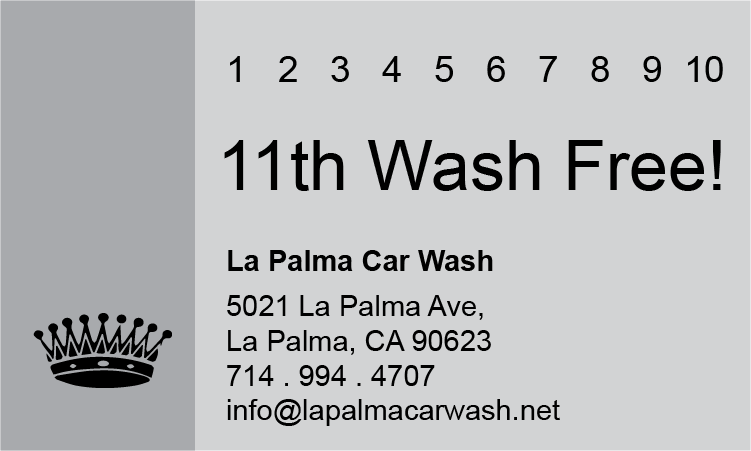 1 2 3 4 5 6 7 8 9 10
11th Wash Free!
La Palma Car Wash
5021 La Palma Ave,
La Palma, CA 90623
714 . 994 . 4707
info@lapalmacarwash.net